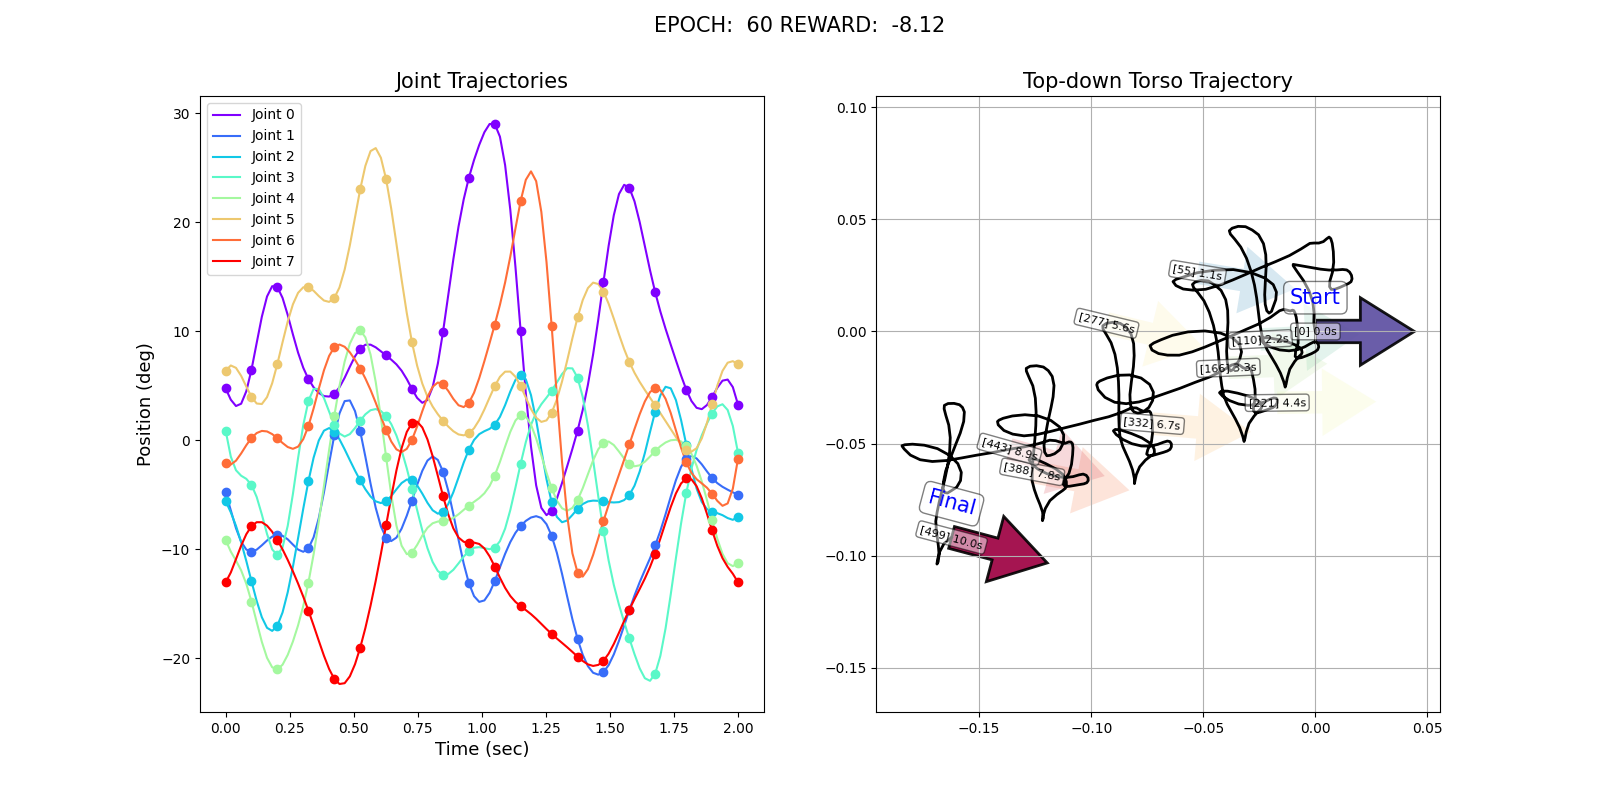 EPOCH:  60 REWARD:  -8.12
Joint Trajectories
Position (deg)
30
20
10
0
−10
−20
Joint 0
Joint 1
Joint 2
Joint 3
Joint 4
Joint 5
Joint 6
Joint 7
0.00
0.25
0.50
0.75
1.00
1.25
1.50
1.75
2.00
Time (sec)
Top-down Torso Trajectory
0.10
0.05
0.00
−0.05
−0.10
−0.15
[55] 1.1s
Start
[277] 5.6s
[0] 0.0s
[110] 2.2s
[166] 3.3s
[221] 4.4s
[332] 6.7s
[443] 8.9s
[388] 7.8s
Final
[499] 10.0s
−0.15
−0.10
−0.05
0.00
0.05